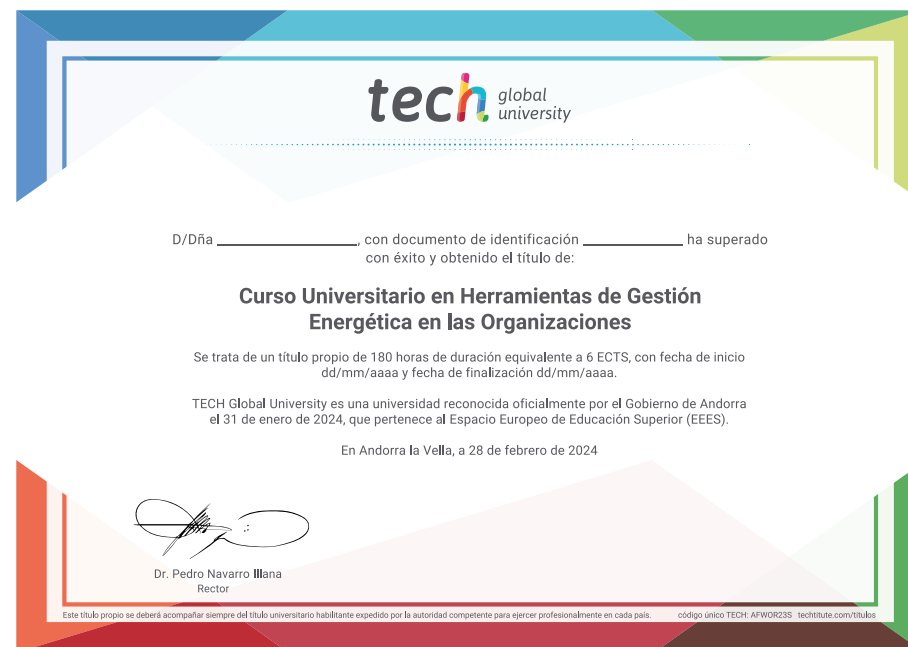 tech global university
D/Dña ____________________, con documento de identificación ______________ ha superado
con éxito y obtenido el título de:
Curso Universitario en Herramientas de Gestión
Energética en las Organizaciones
Se trata de un título propio de 180 horas de duración equivalente a 6 ECTS, con fecha de inicio
dd/mm/aaaa y fecha de finalización dd/mm/aaaa.
TECH Global University es una universidad reconocida oficialmente por el Gobierno de Andorra
el 31 de enero de 2024, que pertenece al Espacio Europeo de Educación Superior (EEES).
En Andorra la Vella, a 28 de febrero de 2024
Dr. Pedro Navarro Illana
Rector
Este título propio se deberá acompañar siempre del título universitario habilitante expedido por la autoridad competente para ejercer profesionalmente en cada país. código único TECH: AFWOR23S techtitute.com/titulos